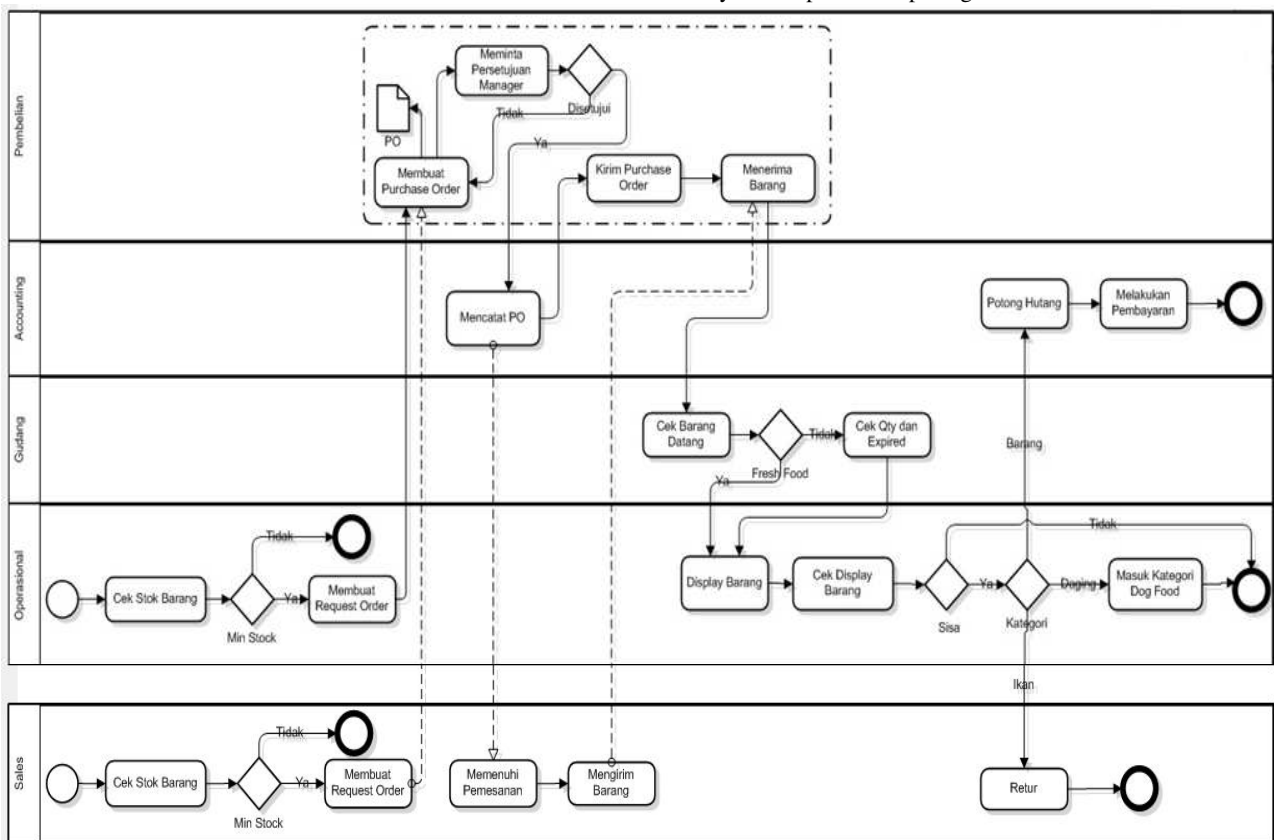 Pembelian
Meminta
Persetujuan
Manager
Disetujui
Tidak
Ya
PO
Membuat
Purchase Order
Kirim Purchase
Order
Menerima
Barang
Accounting
Mencatat PO
Potong Hutang
Melakukan
Pembayaran
Gudang
Cek Barang
Datang
Fresh Food
Tidak
Ya
Cek Qty dan
Expired
Barang
Operasional
Cek Stok Barang
Min Stock
Tidak
Ya
Membuat
Request Order
Display Barang
Cek Display
Barang
Sisa
Tidak
Ya
Kategori
Daging
Masuk Kategori
Dog Food
Ikan
Sales
Cek Stok Barang
Min Stock
Tidak
Ya
Membuat
Request Order
Memenuhi
Pemesanan
Mengirim
Barang
Retur